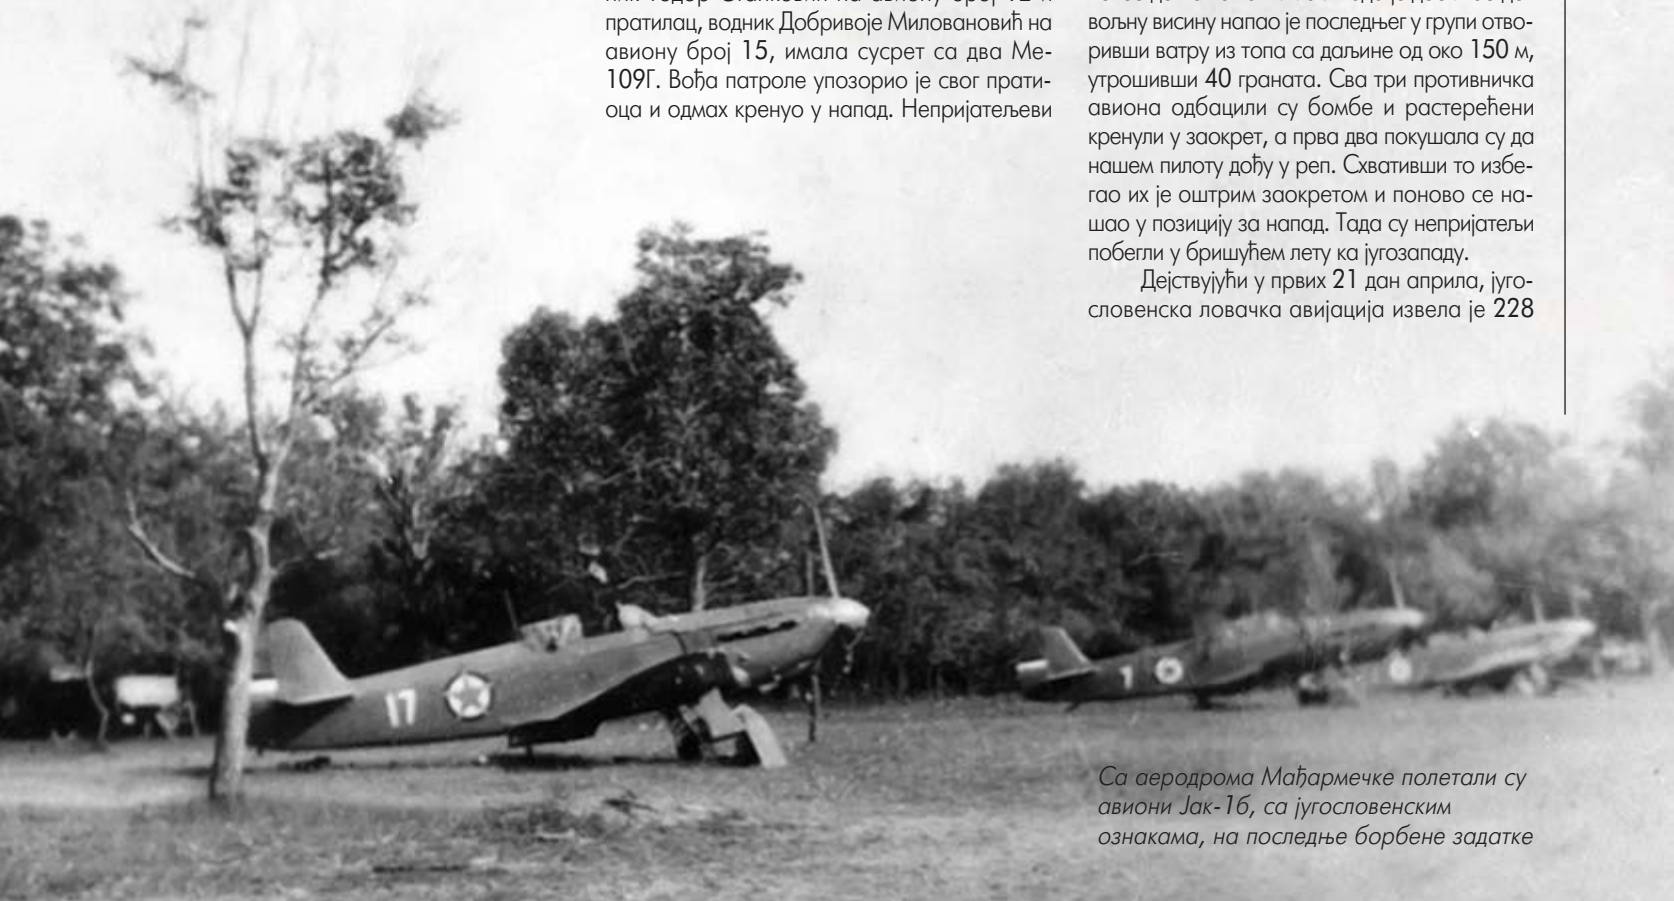 пратилац, водник Добривоје Миловановић на
авиону број 15, имала сусрет са два Ме-
109Г. Вођа патроле упозорио је свог прати-
оца и одмах кренуо у напад. Непријатељеви
вољну висину напао је последњег у групи отво-
ривши ватру из топа са даљине од око 150 м,
утрошивши 40 граната. Сва три противничка
авиона одбацили су бомбе и растерећени
кренули у заокрет, а прва два покушала су да
нашем пилоту дођу у реп. Схвативши то избе-
гао их је оштрим заокретом и поново се на-
шао у позицију за напад. Тада су непријатељи
побегли у бришућем лету ка југозападу.
Дејствујући у првих 21 дан априла, југо-
словенска ловачка авијација извела је 228
17
1
Са аеродрома Мађармечке полетали су
авиони Јак-1б, са југословенским
ознакама, на последње борбене задатке